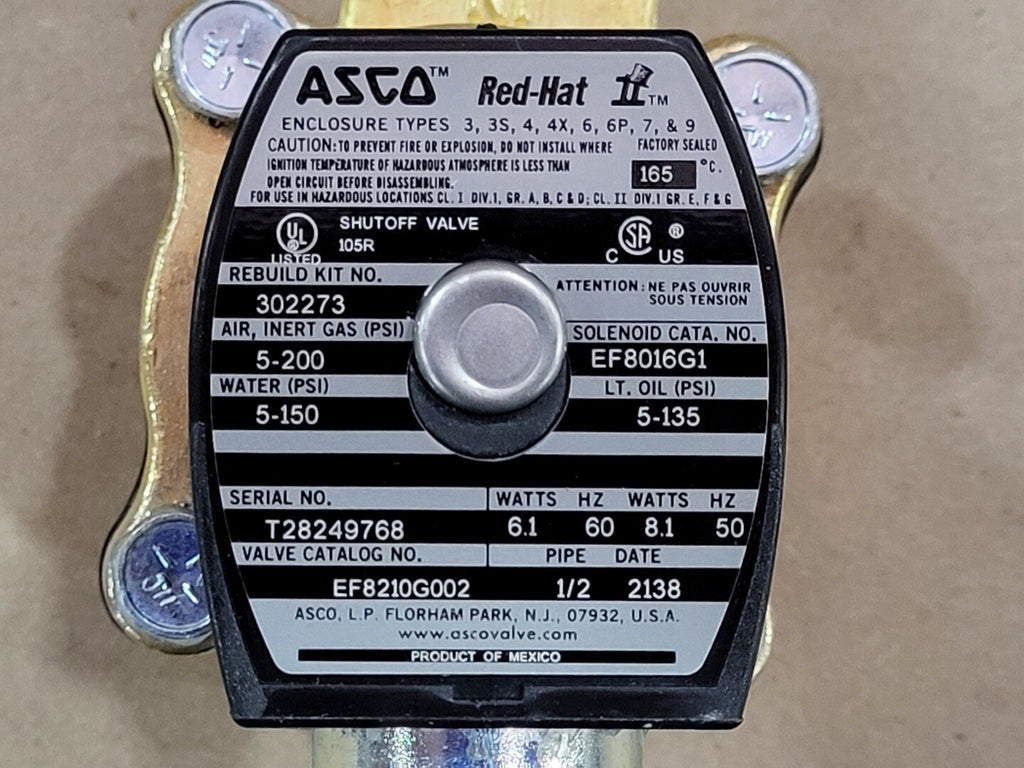 ASCO™ Red-Hat II™
ENCLOSURE TYPES 3, 3S, 4, 4X, 6, 6P, 7, & 9
CAUTION: TO PREVENT FIRE OR EXPLOSION, DO NOT INSTALL WHERE
IGNITION TEMPERATURE OF HAZARDOUS ATMOSPHERE IS LESS THAN
OPEN CIRCUIT BEFORE DISASSEMBLING.
FACTORY SEALED
165 °C.
FOR USE IN HAZARDOUS LOCATIONS CL. I DIV.1, GR. A, B, C & D; CL. II DIV.1 GR. E, F & G
UL ®
LISTED
SHUTOFF VALVE
105R
C SA ®
C US
REBUILD KIT NO.
302273
ATTENTION: NE PAS OUVRIR
SOUS TENSION
AIR, INERT GAS (PSI) SOLENOID CATA. NO.
5-200 EF8016G1
WATER (PSI) LT. OIL (PSI)
5-150 5-135
SERIAL NO. WATTS HZ WATTS HZ
T28249768 6.1 60 8.1 50
VALVE CATALOG NO. PIPE DATE
EF8210G002 1/2 2138
ASCO, L.P. FLORHAM PARK, N.J., 07932, U.S.A.
www.ascovalve.com
PRODUCT OF MEXICO